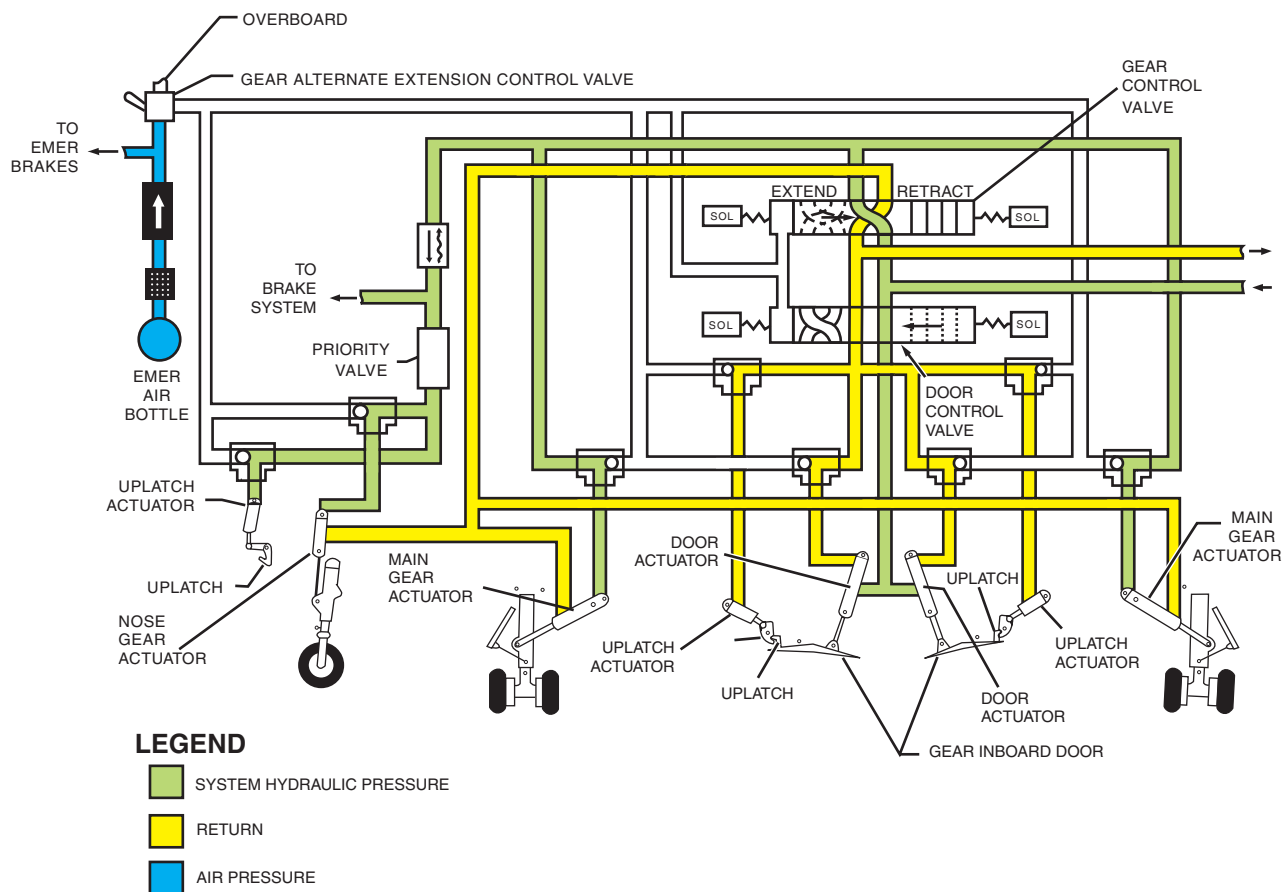 OVERBOARD
GEAR ALTERNATE EXTENSION CONTROL VALVE
GEAR
CONTROL
VALVE
TO
EMER
BRAKES
EXTEND
RETRACT
SOL
SOL
TO
BRAKE
SYSTEM
SOL
SOL
PRIORITY
VALVE
EMER
AIR
BOTTLE
DOOR
CONTROL
VALVE
UPLATCH
ACTUATOR
UPLATCH
NOSE
GEAR
ACTUATOR
MAIN
GEAR
ACTUATOR
DOOR
ACTUATOR
UPLATCH
MAIN
GEAR
ACTUATOR
UPLATCH
ACTUATOR
UPLATCH
UPLATCH
ACTUATOR
DOOR
ACTUATOR
GEAR INBOARD DOOR
LEGEND
SYSTEM HYDRAULIC PRESSURE
RETURN
AIR PRESSURE